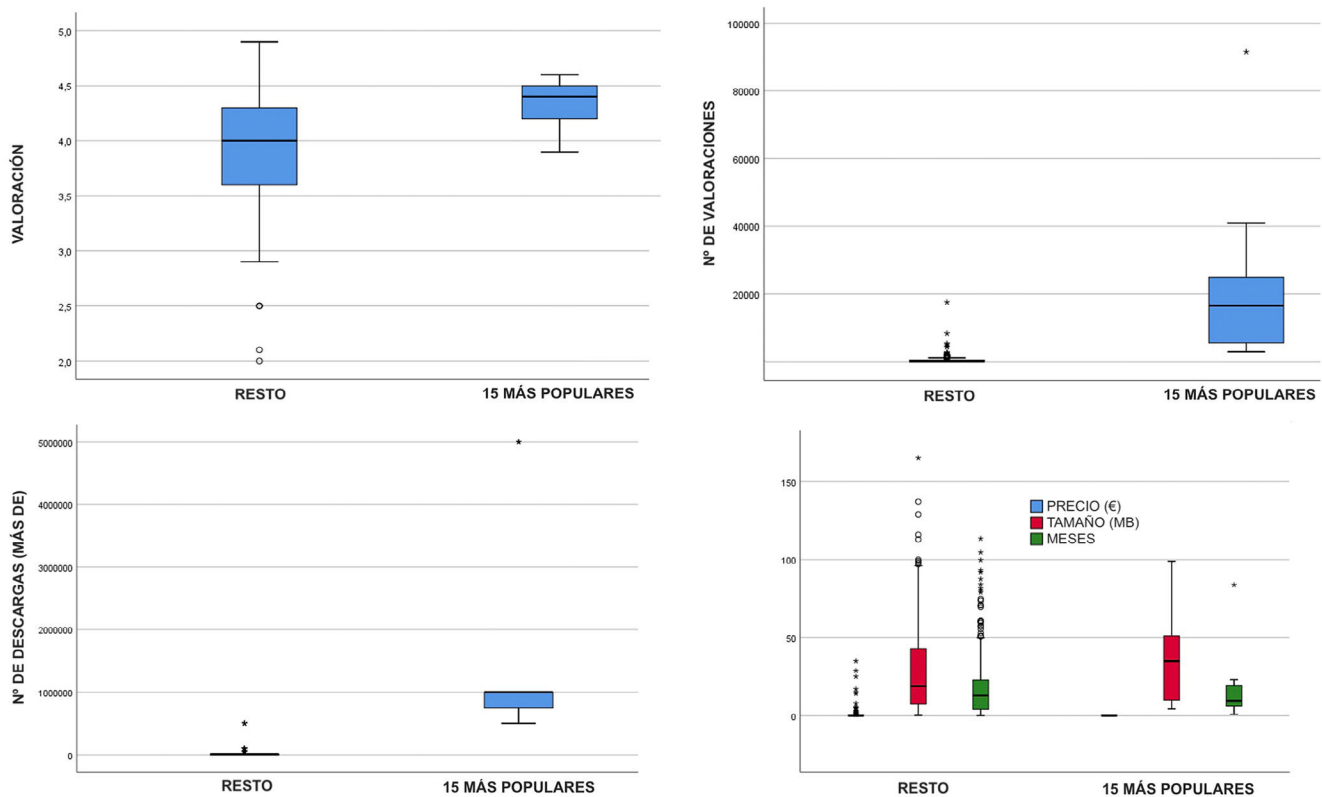 VALORACIÓN
5,0
4,5
4,0
3,5
3,0
2,5
2,0
RESTO
15 MÁS POPULARES
Nº DE VALORACIONES
100000
80000
60000
40000
20000
RESTO
15 MÁS POPULARES
Nº DE DESCARGAS (MÁS DE)
5000000
4000000
3000000
2000000
1000000
0
RESTO
15 MÁS POPULARES
150
100
50
0
PRECIO (€)
TAMAÑO (MB)
MESES
RESTO
15 MÁS POPULARES